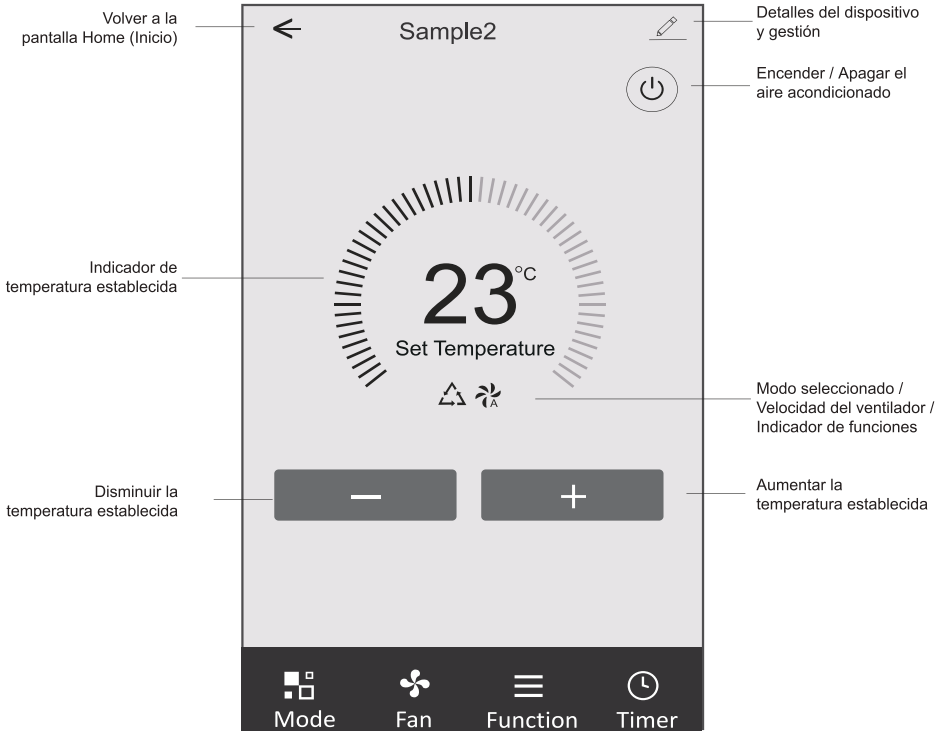 Volver a la
pantalla Home (Inicio)
Sample2
Detalles del dispositivo
y gestión
Encender / Apagar el
aire acondicionado
Indicador de
temperatura establecida
23°C
Set Temperature
A
Modo seleccionado /
Velocidad del ventilador /
Indicador de funciones
Disminuir la
temperatura establecida
−
+
Aumentar la
temperatura establecida
Mode
Fan
Function
Timer